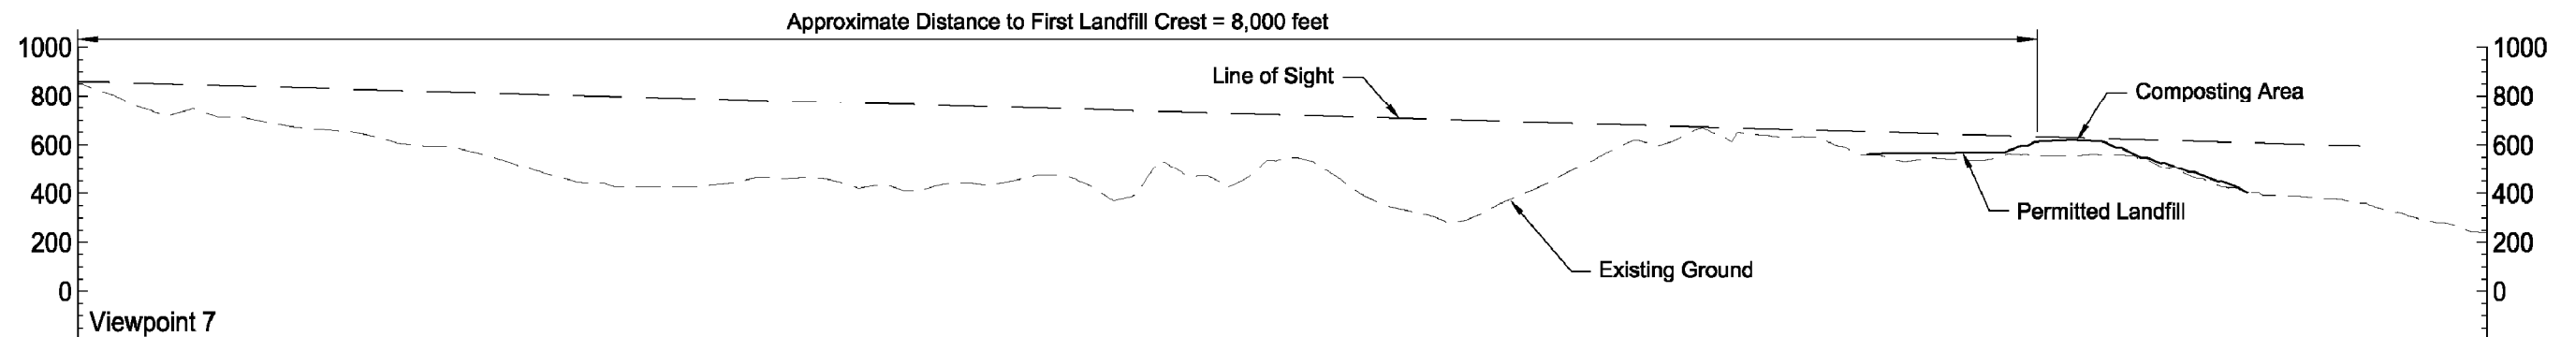 Approximate Distance to First Landfill Crest = 8,000 feet
1000
1000
Line of Sight
Composting Area
800
800
600
600
400
400
Permitted Landfill
200
200
Existing Ground
0
0
Viewpoint 7